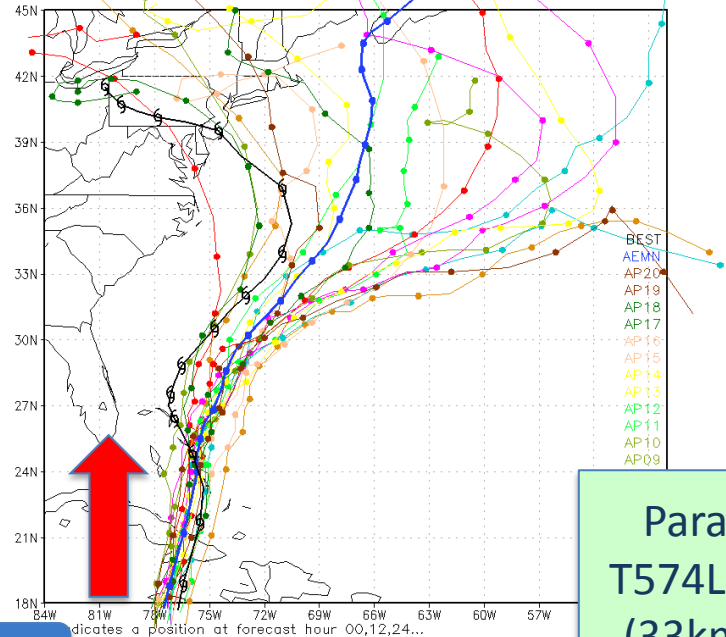 45N
42N
39N
36N
33N
30N
27N
24N
21N
18N
84W 81W 78W 75W 72W 69W 66W 63W 60W 57W
BEST
AEMN
AP20
AP19
AP18
AP17
AP16
AP15
AP14
AP13
AP12
AP11
AP10
AP09
a position at forecast hour 00,12,24...
Para
T574L
(33km